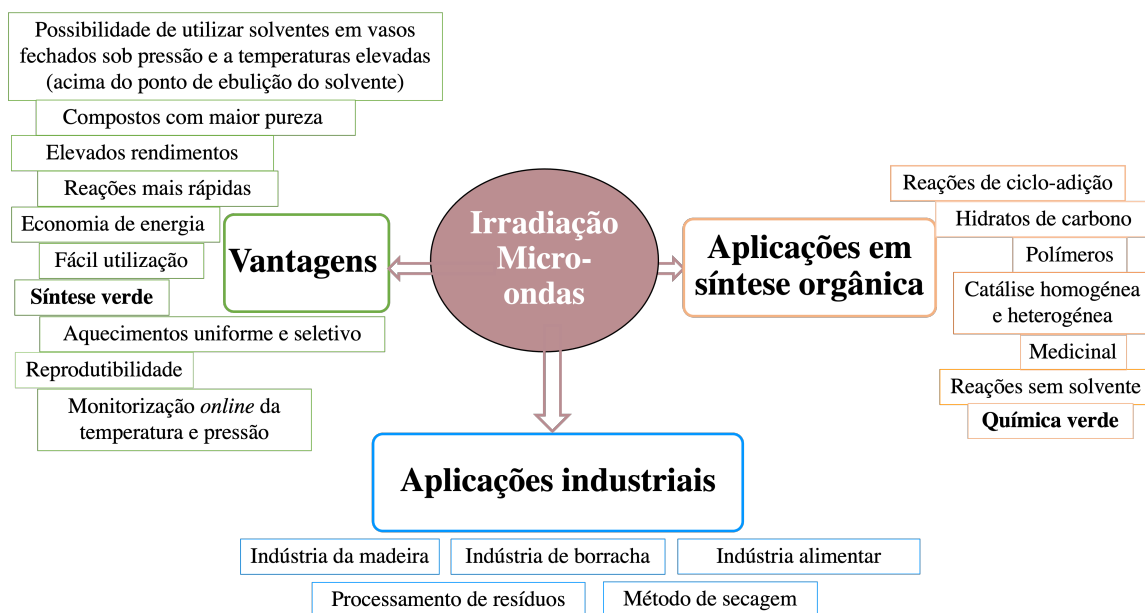 Possibilidade de utilizar solventes em vasos
fechados sob pressão e a temperaturas elevadas
(acima do ponto de ebulição do solvente)
Compostos com maior pureza
Elevados rendimentos
Reações mais rápidas
Economia de energia
Fácil utilização
Síntese verde
Aquecimentos uniforme e seletivo
Reprodutibilidade
Monitorização online da
temperatura e pressão
Vantagens
Irradiação
Micro-
ondas
Aplicações em
síntese orgânica
Reações de ciclo-adição
Hidratos de carbono
Polímeros
Catálise homogénea
e heterogénea
Medicinal
Reações sem solvente
Química verde
Aplicações industriais
Indústria da madeira
Indústria de borracha
Indústria alimentar
Processamento de resíduos
Método de secagem